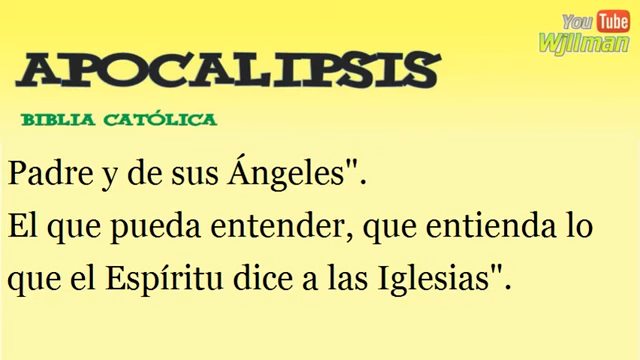 You Tube
Wjllman
APOCALIPSIS
BIBLIA CATÓLICA
Padre y de sus Ángeles".
El que pueda entender, que entienda lo
que el Espíritu dice a las Iglesias".